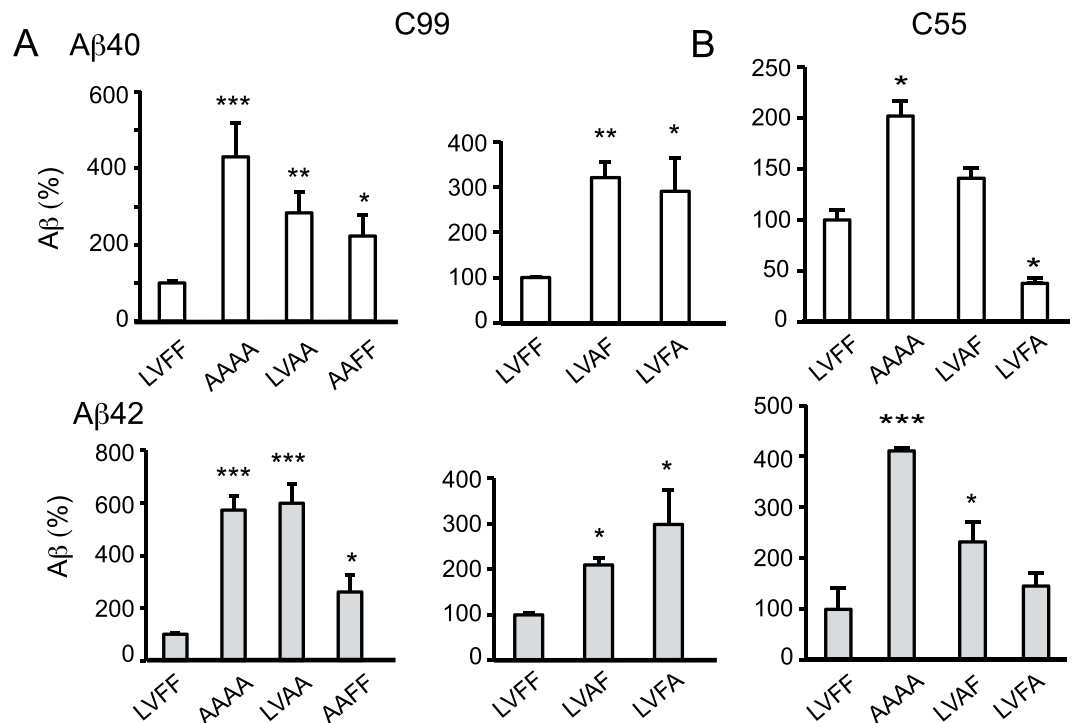 C99
C55
A
Aβ40
B
Aβ (%)
600
400
200
0
***
**
*
LVFF
AAAA
LVAA
AAFF
400
300
200
100
0
**
*
LVFF
LVAF
LVFA
250
200
150
100
50
0
*
*
LVFF
AAAA
LVAF
LVFA
Aβ42
Aβ (%)
800
600
400
200
0
***
***
*
LVFF
AAAA
LVAA
AAFF
400
300
200
100
0
*
*
LVFF
LVAF
LVFA
500
400
300
200
100
0
***
*
LVFF
AAAA
LVAF
LVFA